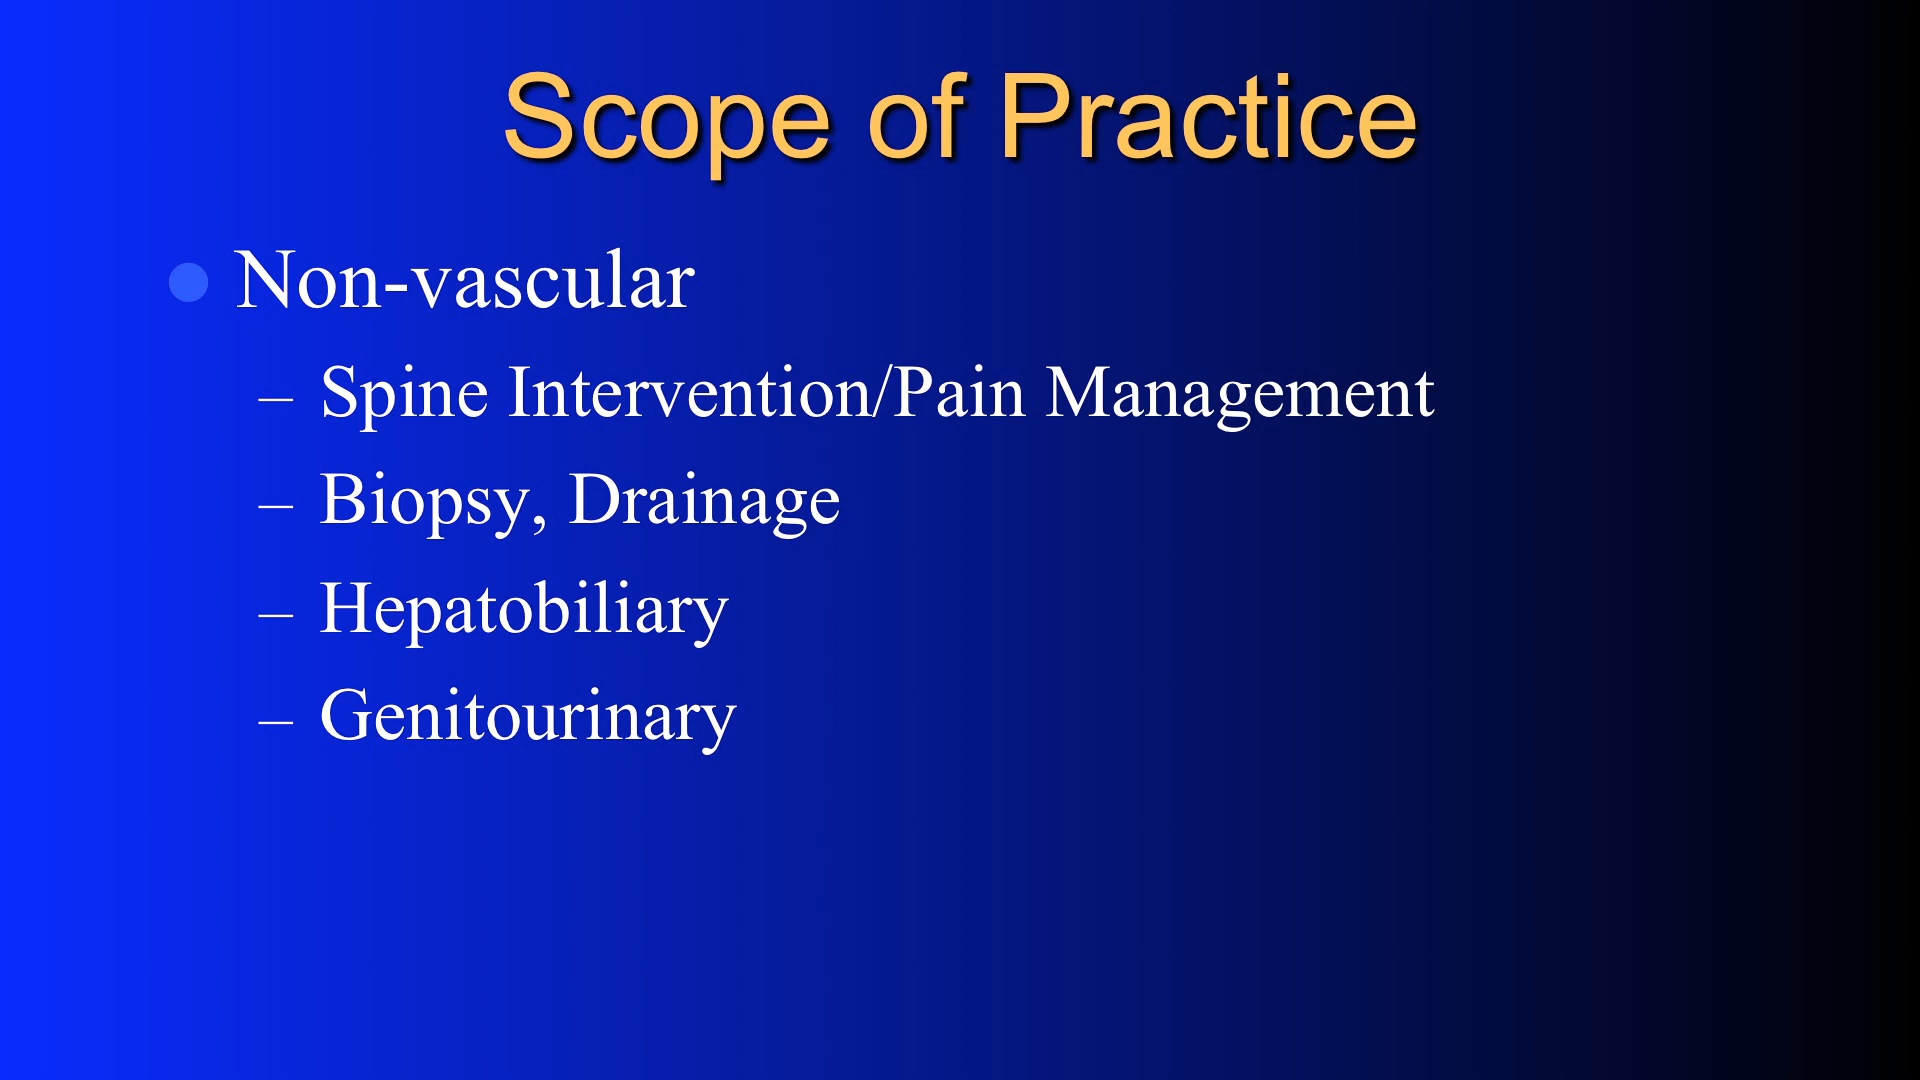 Scope of Practice
● Non-vascular
– Spine Intervention/Pain Management
– Biopsy, Drainage
– Hepatobiliary
– Genitourinary